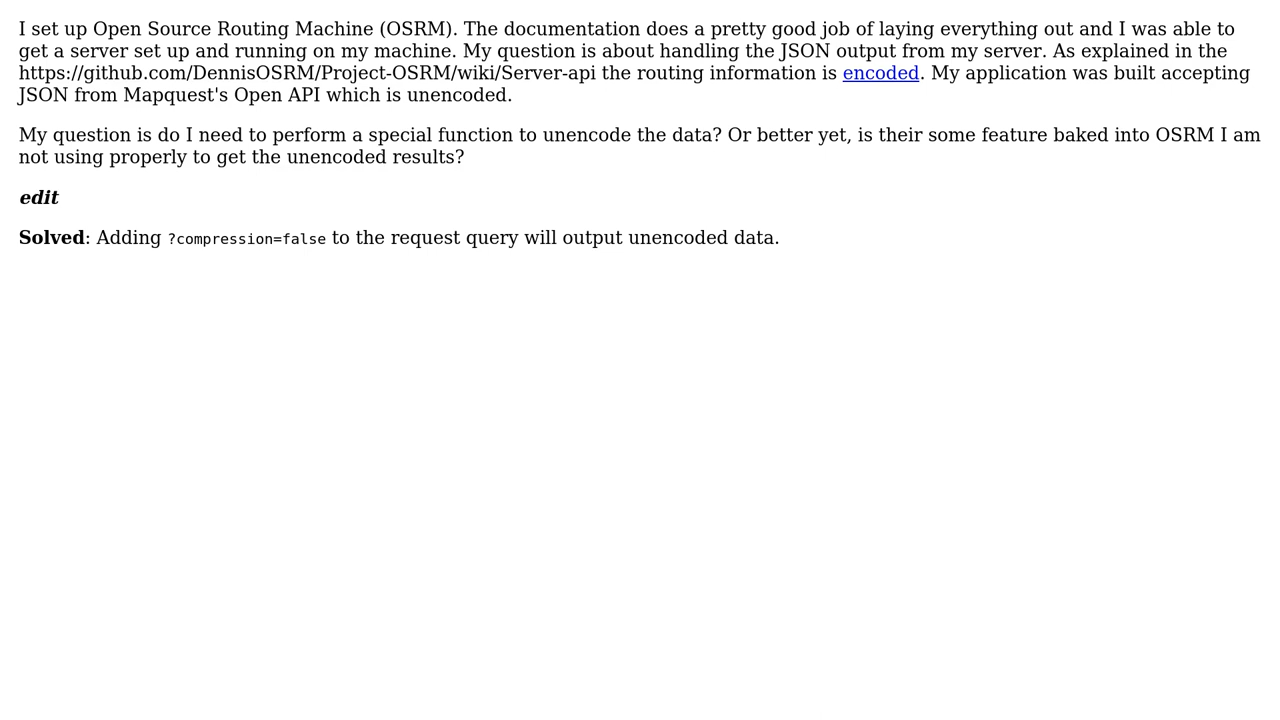 I set up Open Source Routing Machine (OSRM). The documentation does a pretty good job of laying everything out and I was able to
get a server set up and running on my machine. My question is about handling the JSON output from my server. As explained in the
https://github.com/DennisOSRM/Project-OSRM/wiki/Server-api the routing information is encoded. My application was built accepting
JSON from Mapquest's Open API which is unencoded.
My question is do I need to perform a special function to unencode the data? Or better yet, is their some feature baked into OSRM I am
not using properly to get the unencoded results?
edit
Solved: Adding ?compression=false to the request query will output unencoded data.